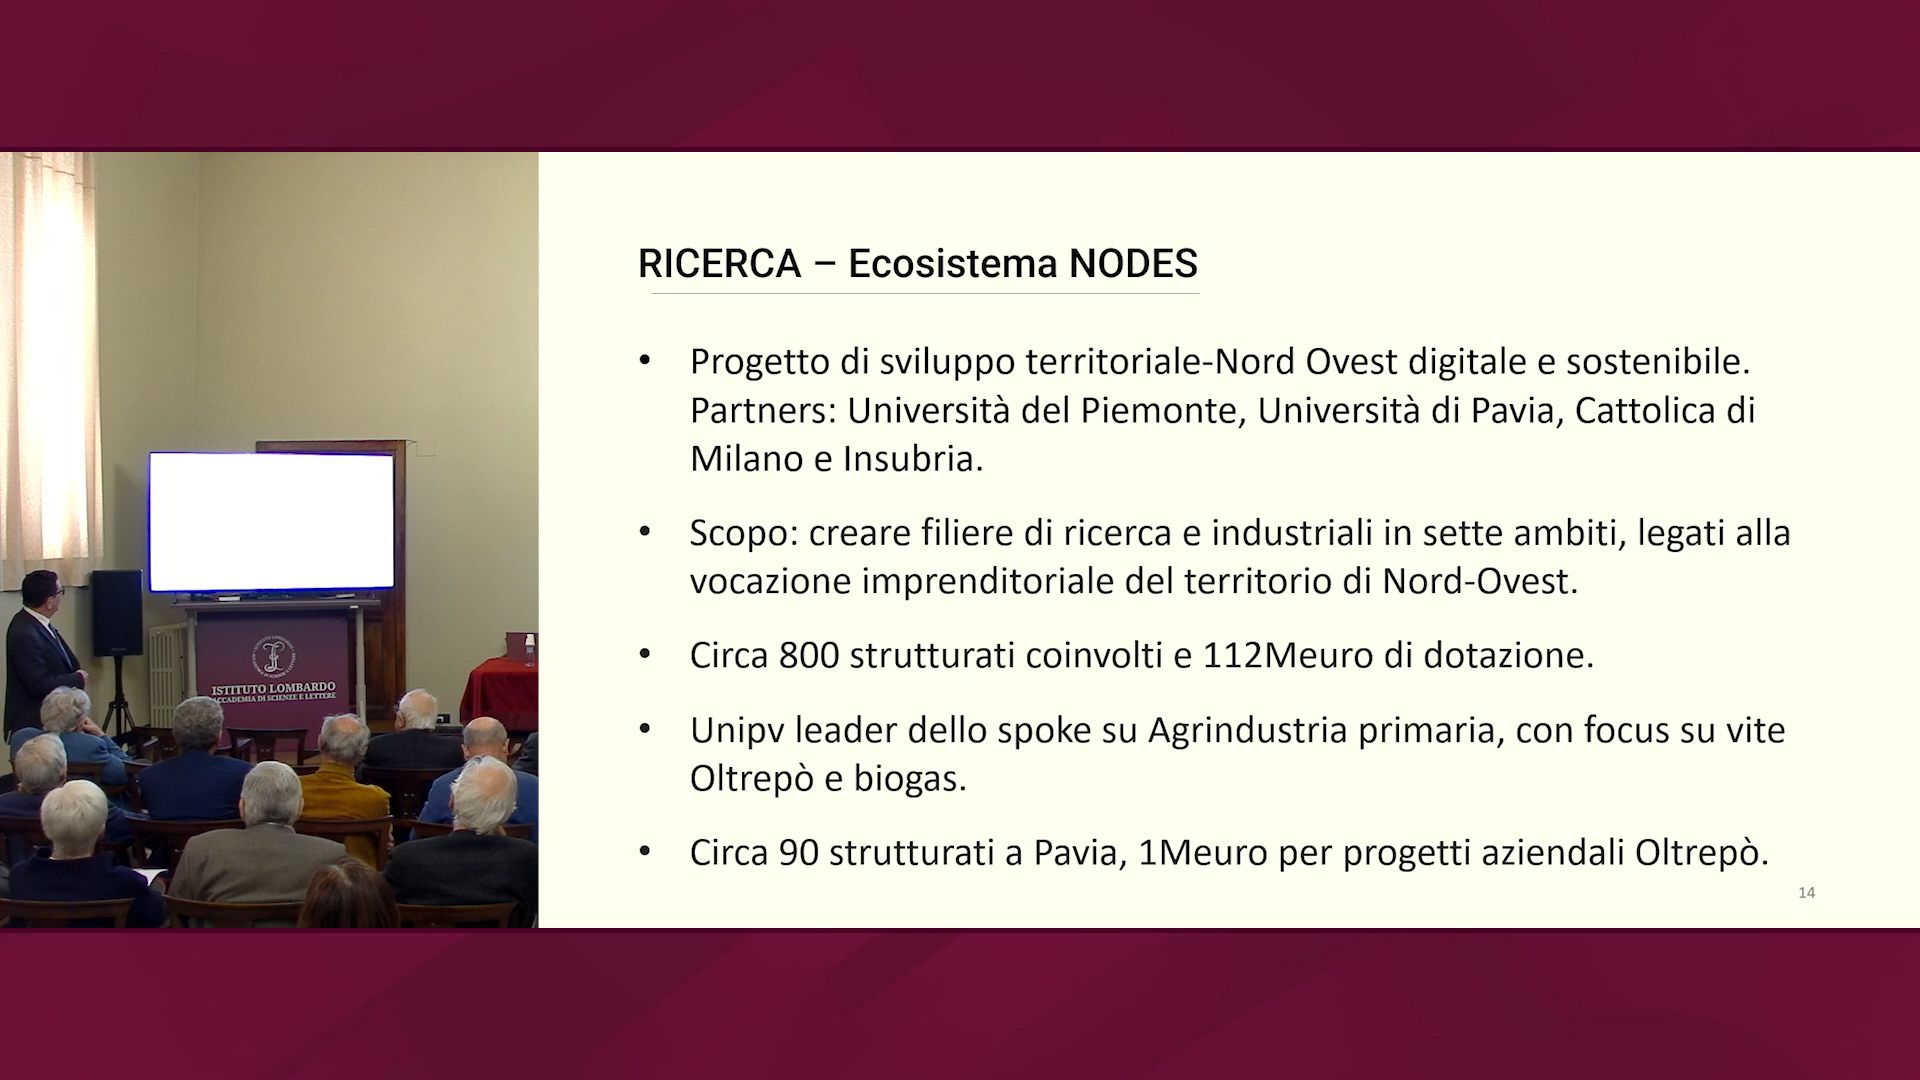 RICERCA – Ecosistema NODES
• Progetto di sviluppo territoriale-Nord Ovest digitale e sostenibile.
Partners: Università del Piemonte, Università di Pavia, Cattolica di
Milano e Insubria.
• Scopo: creare filiere di ricerca e industriali in sette ambiti, legati alla
vocazione imprenditoriale del territorio di Nord-Ovest.
• Circa 800 strutturati coinvolti e 112Meuro di dotazione.
• Unipv leader dello spoke su Agrindustria primaria, con focus su vite
Oltrepò e biogas.
• Circa 90 strutturati a Pavia, 1Meuro per progetti aziendali Oltrepò.
14
ISTITUTO LOMBARDO
ACCADEMIA DI SCIENZE E LETTERE